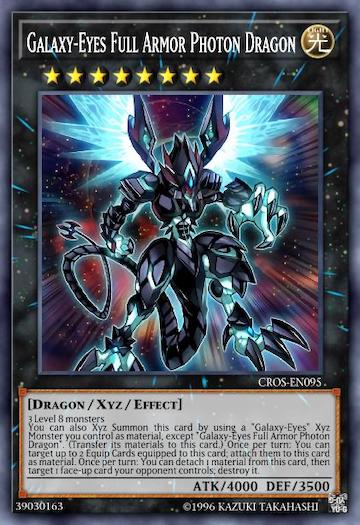 Galaxy-Eyes Full Armor Photon Dragon
LIGHT
光
CROS-EN095
[Dragon/Xyz/Effect]
3 Level 8 monsters
You can also Xyz Summon this card by using a "Galaxy-Eyes" Xyz
Monster you control as material, except "Galaxy-Eyes Full Armor Photon
Dragon". (Transfer its materials to this card.) Once per turn: You can
target up to 2 Equip Cards equipped to this card; attach them to this card
as material. Once per turn: You can detach 1 material from this card, then
target 1 face-up card your opponent controls; destroy it.
ATK/4000 DEF/3500
39030163
©1996 KAZUKI TAKAHASHI